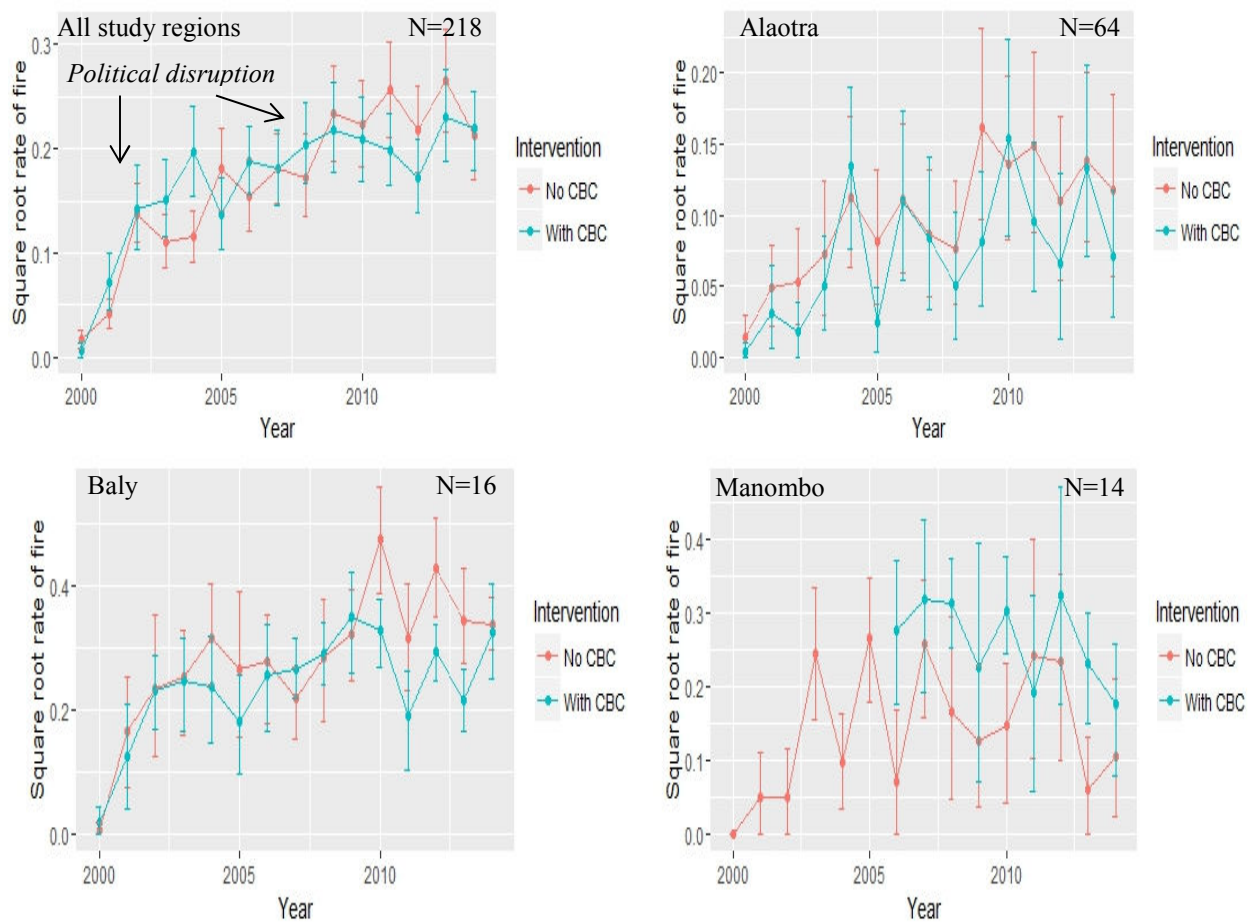 All study regions N=218
Political disruption
Square root rate of fire
0.3
0.2
0.1
0.0
2000 2005 2010
Year
Intervention
No CBC
With CBC
Alaotra N=64
Square root rate of fire
0.20
0.15
0.10
0.05
0.00
2000 2005 2010
Year
Intervention
No CBC
With CBC
Baly N=16
Square root rate of fire
0.4
0.2
0.0
2000 2005 2010
Year
Intervention
No CBC
With CBC
Manombo N=14
Square root rate of fire
0.4
0.3
0.2
0.1
0.0
2000 2005 2010
Year
Intervention
No CBC
With CBC